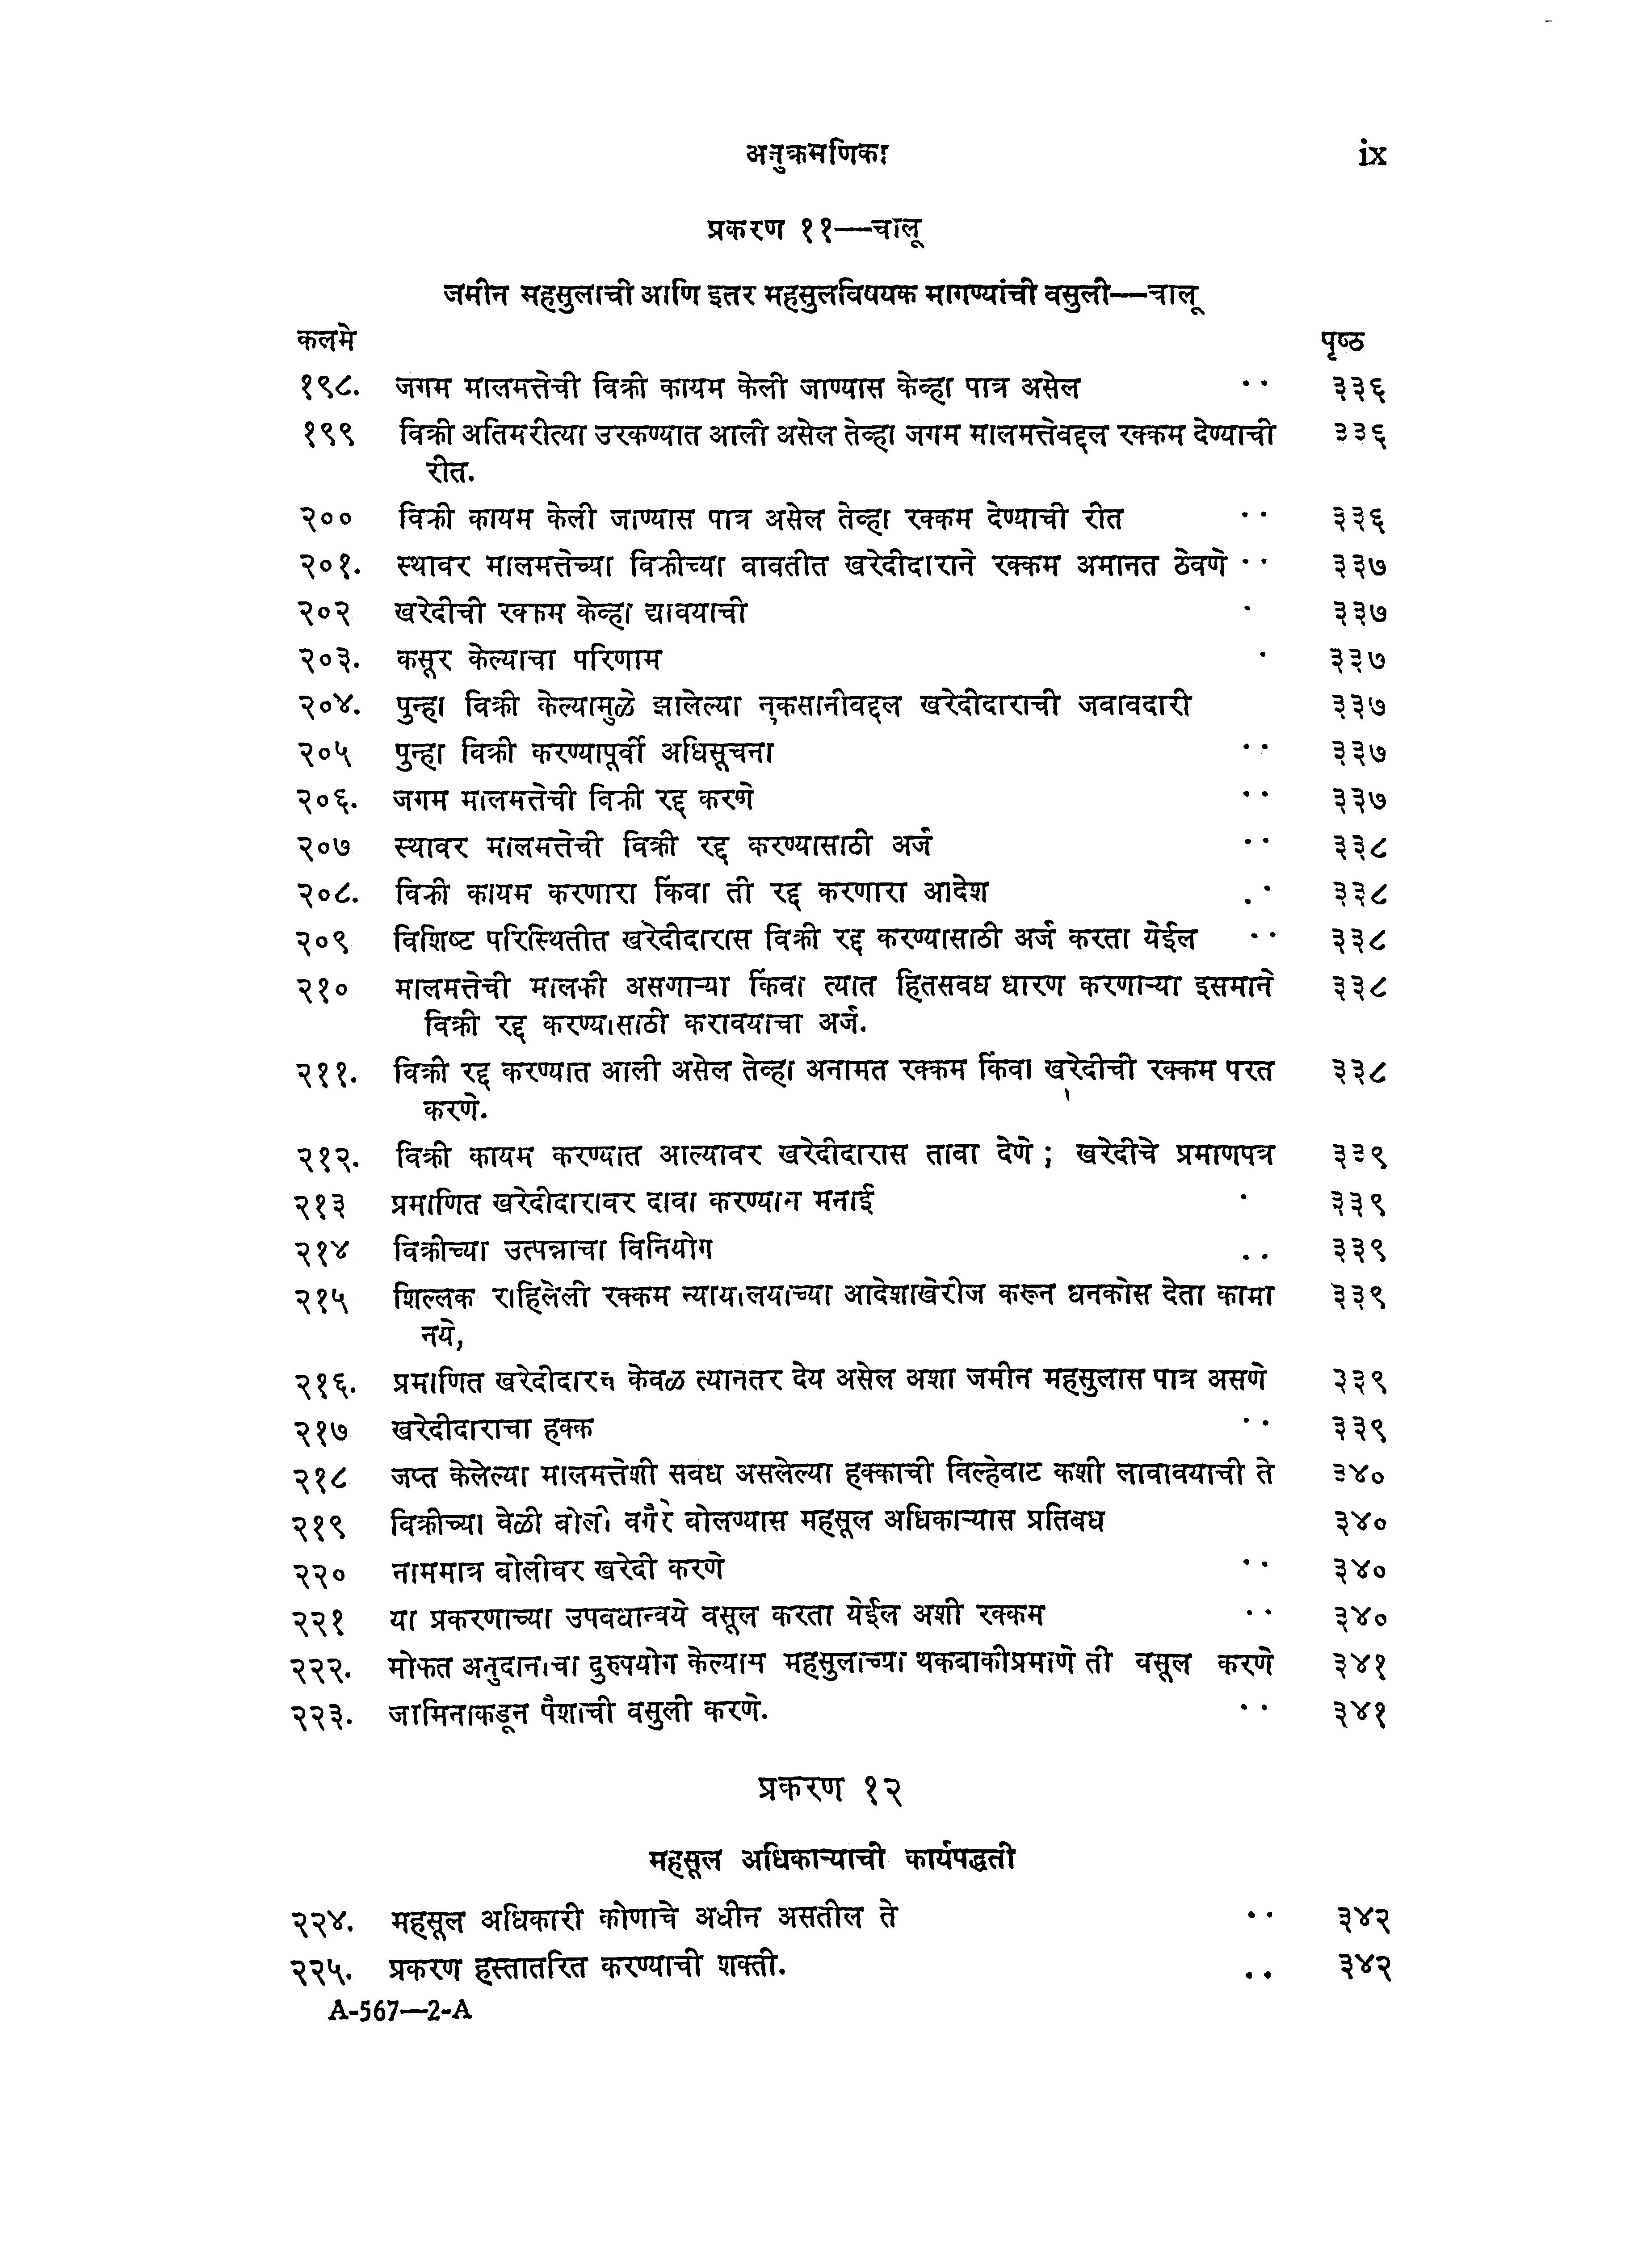 अनुक्रमणिका ix
प्रकरण ११—चालू
जमीन महसुलाची आणि इतर महसुलविषयक मागण्यांची वसुली—चालू
कलमे पृष्ठ
१९८. जगम मालमत्तेची विक्री कायम केली जाण्यास केव्हा पात्र असेल .. ३३६
१९९ विक्री अतिमरीत्या उरकण्यात आली असेल तेव्हा जगम मालमत्तेबद्दल रक्कम देण्याची ३३६
रीत.
२०० विक्री कायम केली जाण्यास पात्र असेल तेव्हा रक्कम देण्याची रीत .. ३३६
२०१. स्थावर मालमत्तेच्या विक्रीच्या बाबतीत खरेदीदाराने रक्कम अमानत ठेवणे .. ३३७
२०२ खरेदीची रक्कम केव्हा द्यावयाची . ३३७
२०३. कसूर केल्याचा परिणाम . ३३७
२०४. पुन्हा विक्री केल्यामुळे झालेल्या नुकसानीबद्दल खरेदीदाराची जबाबदारी ३३७
२०५ पुन्हा विक्री करण्यापूर्वी अधिसूचना .. ३३७
२०६. जगम मालमत्तेची विक्री रद्द करणे .. ३३७
२०७ स्थावर मालमत्तेची विक्री रद्द करण्यासाठी अर्ज .. ३३८
२०८. विक्री कायम करणारा किंवा ती रद्द करणारा आदेश .. ३३८
२०९ विशिष्ट परिस्थितीत खरेदीदारास विक्री रद्द करण्यासाठी अर्ज करता येईल .. ३३८
२१० मालमत्तेची मालकी असणाऱ्या किंवा त्यात हितसबध धारण करणाऱ्या इसमाने ३३८
विक्री रद्द करण्यासाठी करावयाचा अर्ज.
२११. विक्री रद्द करण्यात आली असेल तेव्हा अनामत रक्कम किंवा खरेदीची रक्कम परत ३३८
करणे.
२१२. विक्री कायम करण्यात आल्यावर खरेदीदारास ताबा देणे ; खरेदीचे प्रमाणपत्र ३३९
२१३ प्रमाणित खरेदीदारावर दावा करण्यास मनाई . ३३९
२१४ विक्रीच्या उत्पन्नाचा विनियोग .. ३३९
२१५ शिल्लक राहिलेली रक्कम न्यायालयाच्या आदेशाखेरीज करून धनकोस देता कामा ३३९
नये,
२१६. प्रमाणित खरेदीदारान केवळ त्यानतर देय असेल अशा जमीन महसुलास पात्र असणे ३३९
२१७ खरेदीदाराचा हक्क .. ३३९
२१८ जप्त केलेल्या मालमत्तेशी सबध असलेल्या हक्काची विल्हेवाट कशी लावावयाची ते ३४०
२१९ विक्रीच्या वेळी बोली वगैरे बोलण्यास महसूल अधिकाऱ्यास प्रतिबध ३४०
२२० नाममात्र बोलीवर खरेदी करणे .. ३४०
२२१ या प्रकरणाच्या उपबधान्वये वसूल करता येईल अशी रक्कम .. ३४०
२२२. मोफत अनुदानाचा दुरुपयोग केल्यास महसुलाच्या थकबाकीप्रमाणे ती वसूल करणे ३४१
२२३. जामिनाकडून पैशाची वसुली करणे. .. ३४१
प्रकरण १२
महसूल अधिकाऱ्याची कार्यपद्धती
२२४. महसूल अधिकारी कोणाचे अधीन असतील ते .. ३४२
२२५. प्रकरण हस्तातरित करण्याची शक्ती. .. ३४२
A-567—2-A